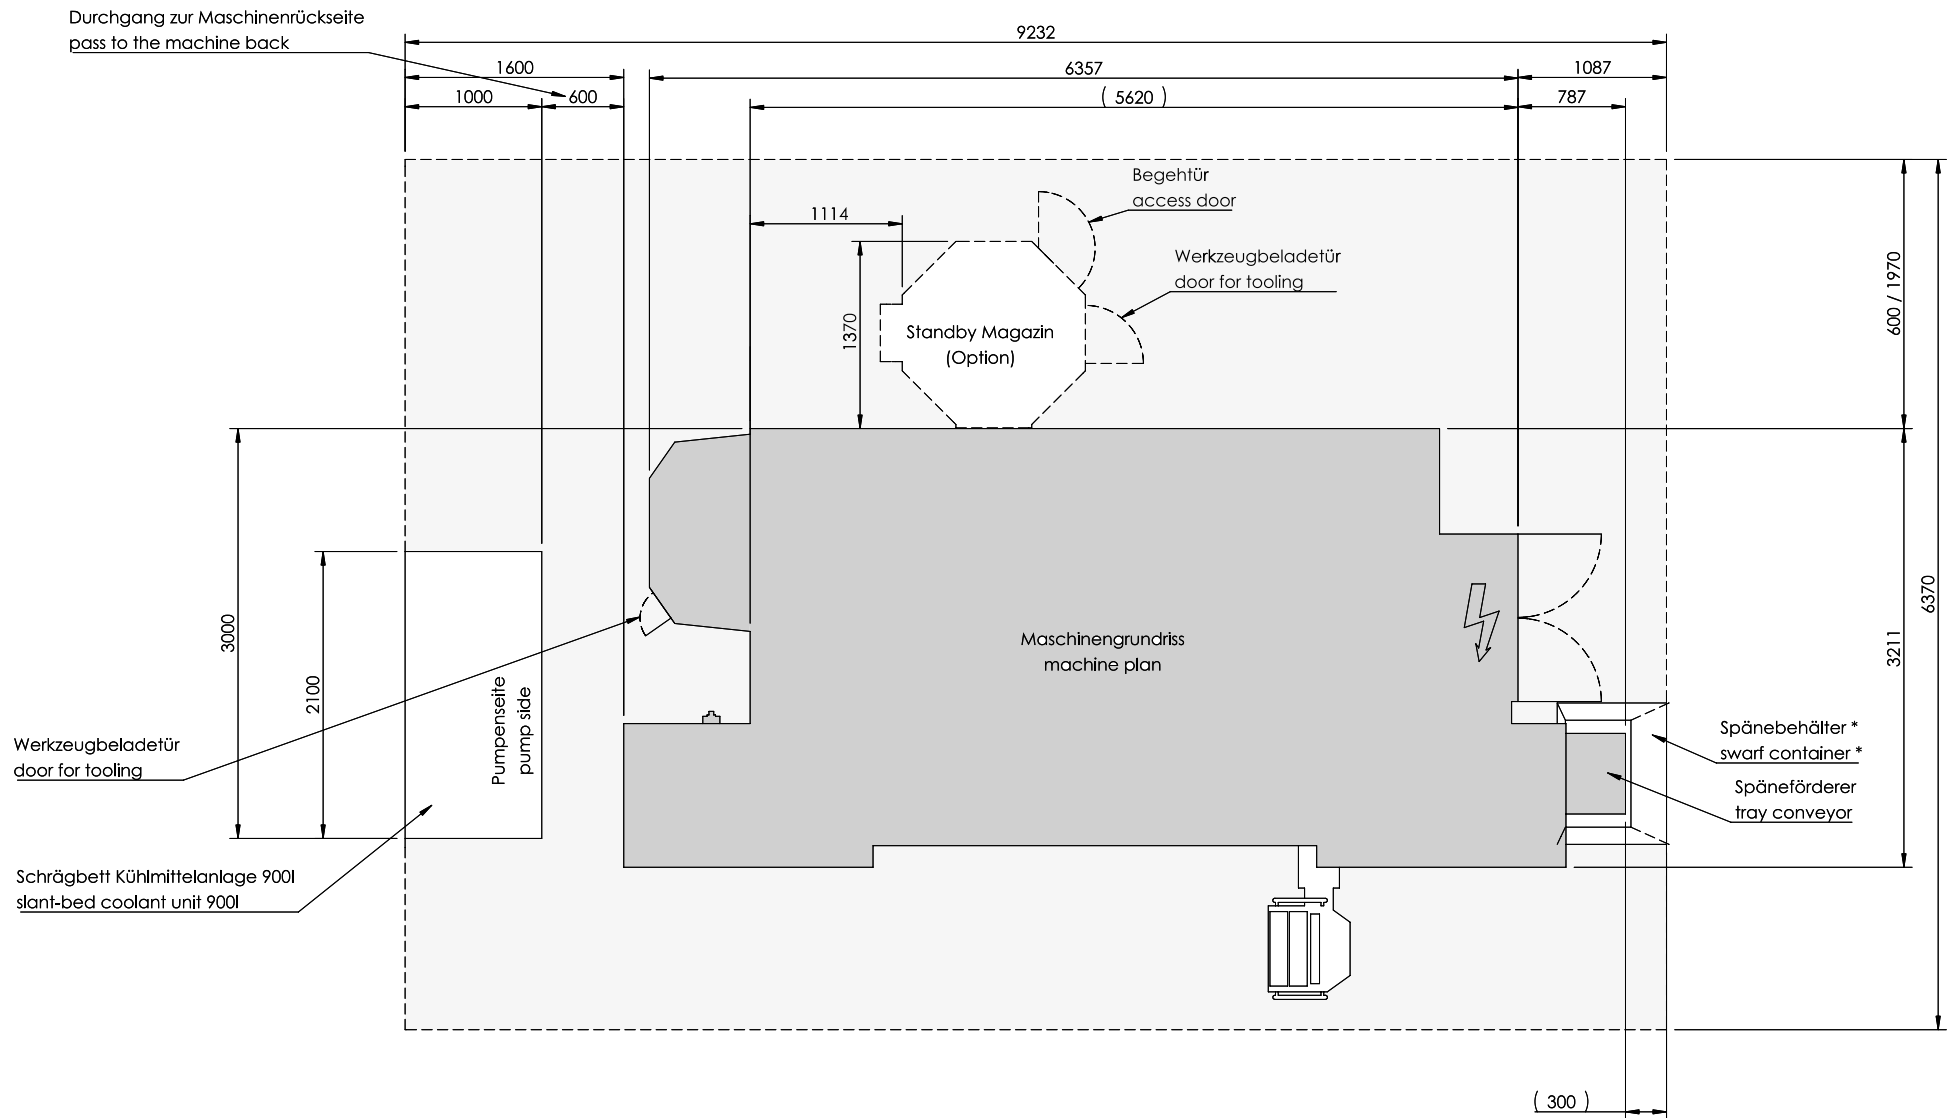 Durchgang zur Maschinenrückseite
pass to the machine back
9232
1600
6357
1087
1000
600
( 5620 )
787
Begehtür
access door
1114
Werkzeugbeladetür
door for tooling
600 / 1970
1370
Standby Magazin
(Option)
3000
2100
Maschinengrundriss
machine plan
6370
3211
Pumpenseite
pump side
Werkzeugbeladetür
door for tooling
Spänebehälter *
swarf container *
Späneförderer
tray conveyor
Schrägbett Kühlmittelanlage 900l
slant-bed coolant unit 900l
( 300 )